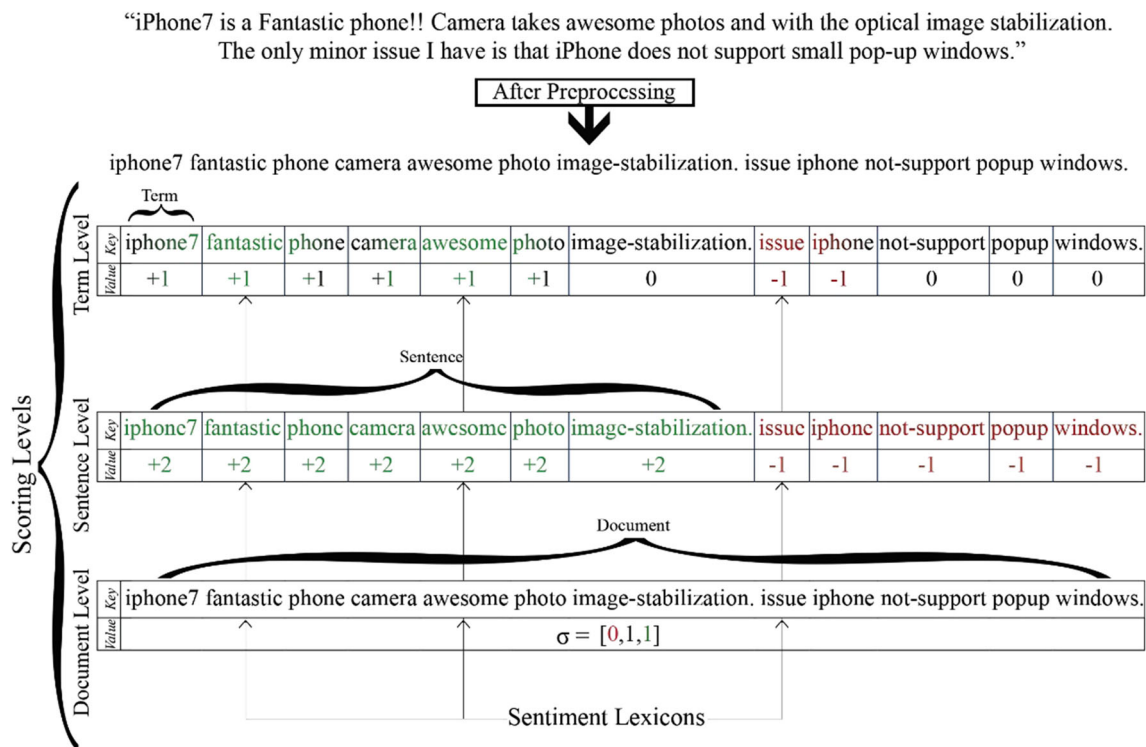 “iPhone7 is a Fantastic phone!! Camera takes awesome photos and with the optical image stabilization.
The only minor issue I have is that iPhone does not support small pop-up windows.”
After Preprocessing
iphone7 fantastic phone camera awesome photo image-stabilization. issue iphone not-support popup windows.
Scoring Levels
Term
Term Level
Key iphone7 fantastic phone camera awesome photo image-stabilization. issue iphone not-support popup windows.
Value +1 +1 +1 +1 +1 +1 0 -1 -1 0 0 0
Sentence
Sentence Level
Key iphone7 fantastic phone camera awesome photo image-stabilization. issue iphone not-support popup windows.
Value +2 +2 +2 +2 +2 +2 +2 -1 -1 -1 -1 -1
Document
Document Level
Key iphone7 fantastic phone camera awesome photo image-stabilization. issue iphone not-support popup windows.
Value σ = [0,1,1]
Sentiment Lexicons